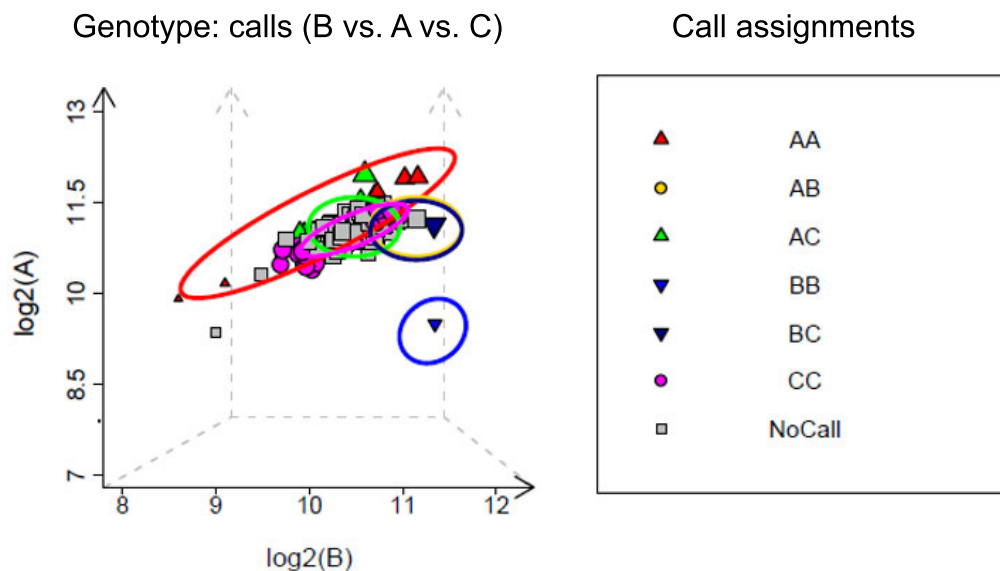 Genotype: calls (B vs. A vs. C)
Call assignments
13
11.5
10
8.5
7
log2(A)
8 9 10 11 12
log2(B)
AA
AB
AC
BB
BC
CC
NoCall